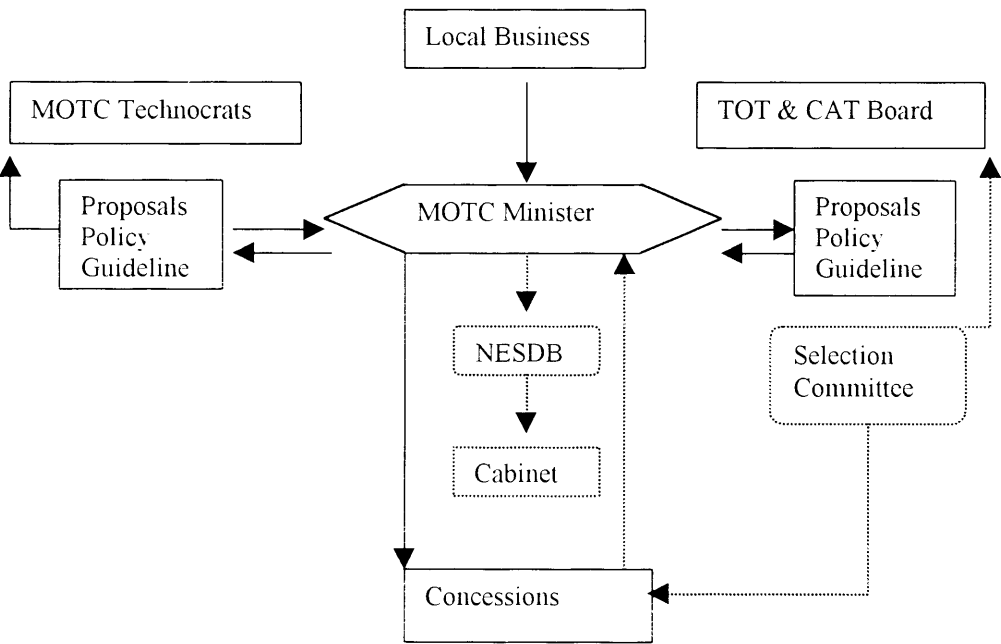 Local Business
MOTC Technocrats
TOT & CAT Board
MOTC Minister
Proposals
Policy
Guideline
Proposals
Policy
Guideline
NESDB
Selection
Committee
Cabinet
Concessions